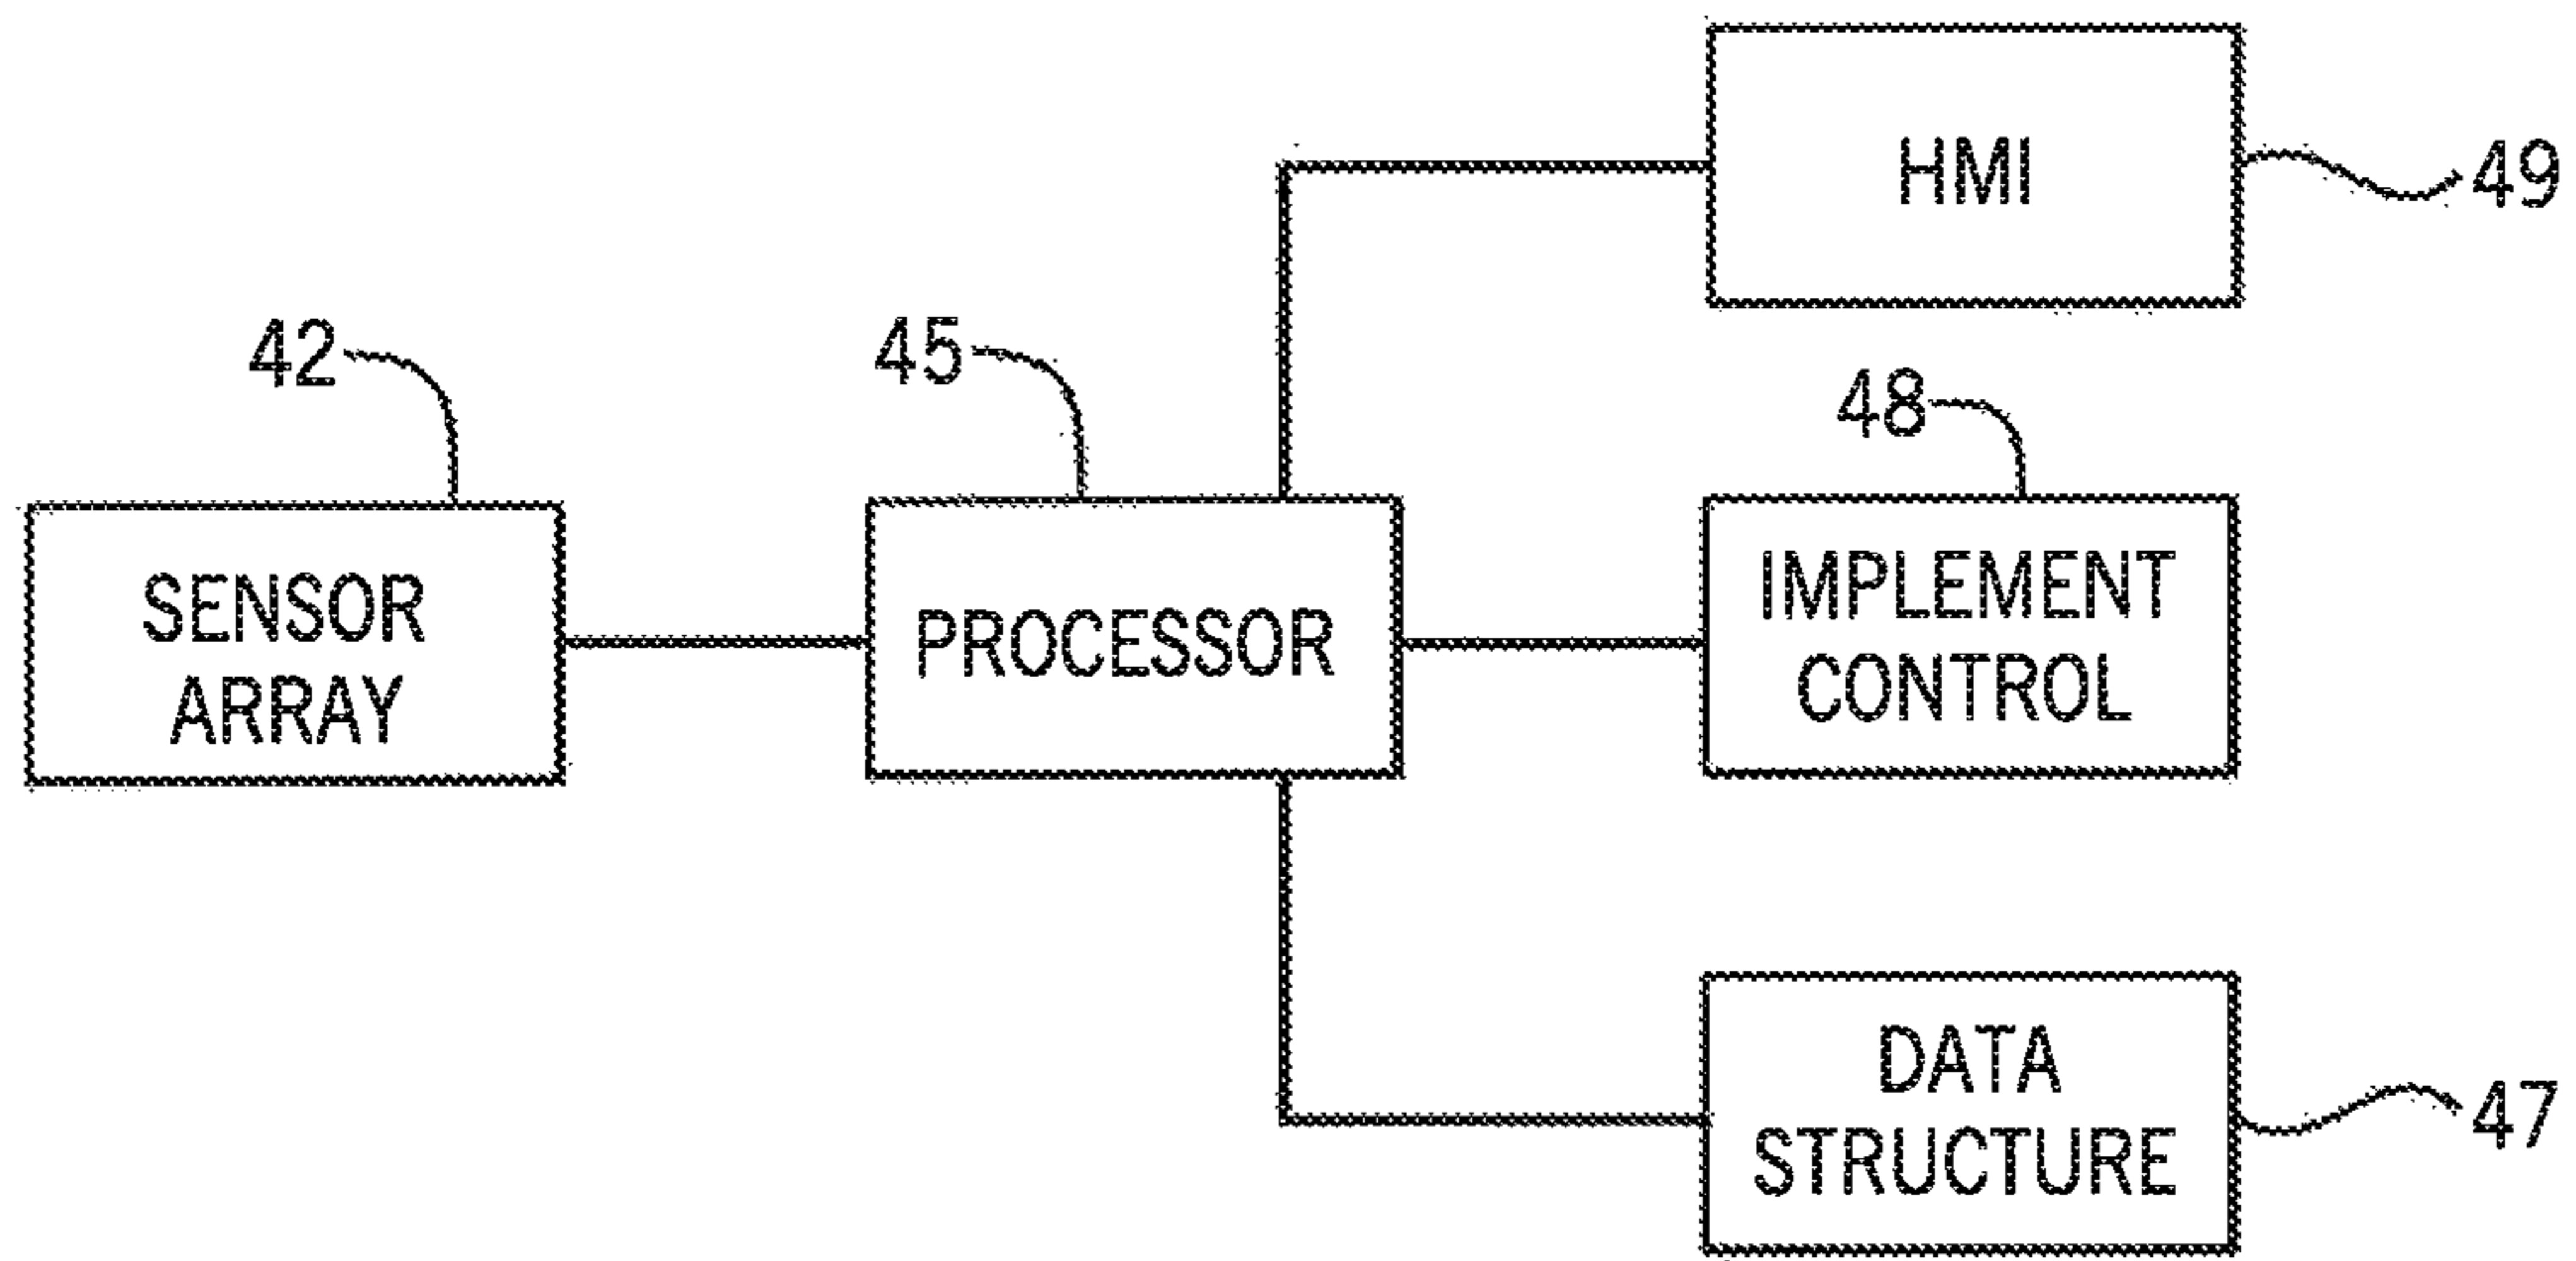 HMI
49
42
45
48
SENSOR
ARRAY
PROCESSOR
IMPLEMENT
CONTROL
DATA
STRUCTURE
47